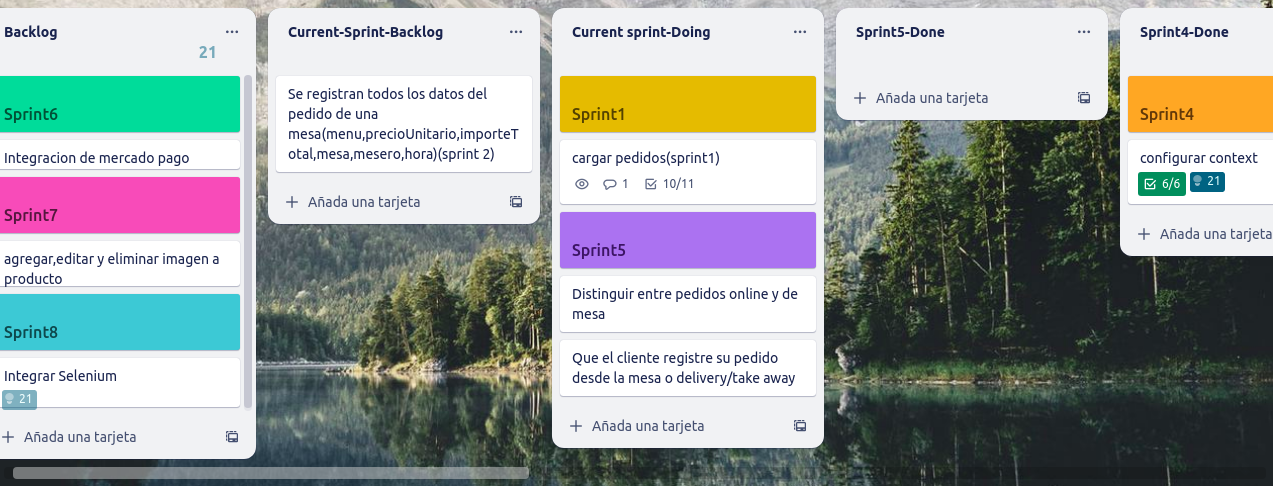 Backlog
21
Sprint6
Integracion de mercado pago
Sprint7
agregar,editar y eliminar imagen a
producto
Sprint8
Integrar Selenium
21
Añada una tarjeta
Current-Sprint-Backlog
Se registran todos los datos del
pedido de una
mesa(menu,precioUnitario,importeT
otal,mesa,mesero,hora)(sprint 2)
Añada una tarjeta
Current sprint-Doing
Sprint1
cargar pedidos(sprint1)
1 10/11
Sprint5
Distinguir entre pedidos online y de
mesa
Que el cliente registre su pedido
desde la mesa o delivery/take away
Añada una tarjeta
Sprint5-Done
Añada una tarjeta
Sprint4-Done
Sprint4
configurar context
6/6 21
Añada una tarjeta